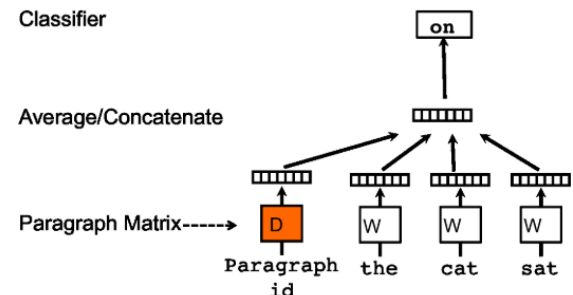 Classifier
on
Average/Concatenate
Paragraph Matrix
D
W
W
W
Paragraph
id
the
cat
sat